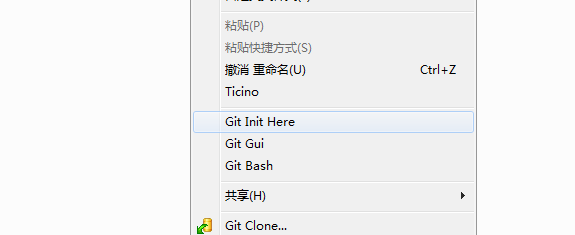 粘贴(P)
粘贴快捷方式(S)
撤消 重命名(U) Ctrl+Z
Ticino
Git Init Here
Git Gui
Git Bash
共享(H)
Git Clone...